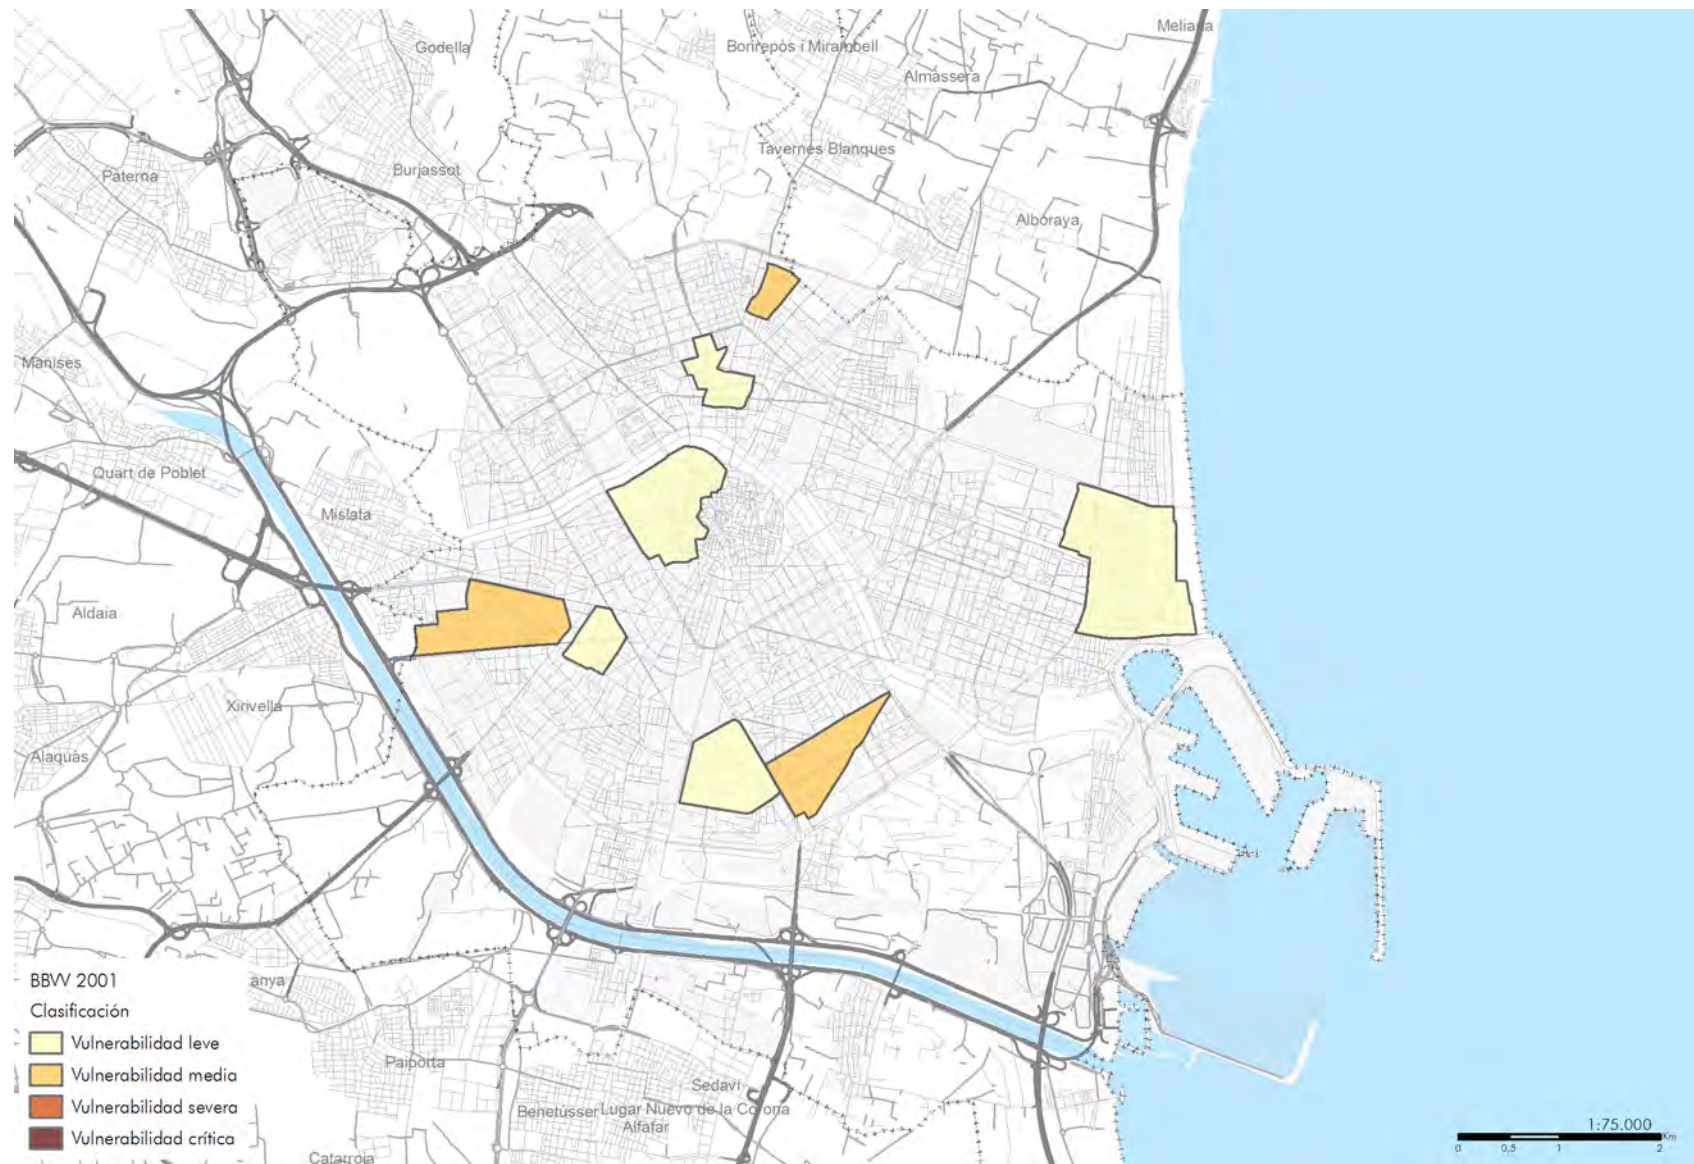 Meliana
Godella
Bonrepòs i Mirambell
Almàssera
Tavernes Blanques
Burjassot
Paterna
Alboraya
Manises
Quart de Poblet
Mislata
Aldaia
Xirivella
Alaquàs
BBVV 2001
anya
Clasificación
Vulnerabilidad leve
Paiporta
Vulnerabilidad media
Sedaví
Vulnerabilidad severa
Benetússer Lugar Nuevo de la Corona
Alfafar
Vulnerabilidad crítica
Catarroja
1:75.000
0 0,5 1 2 Km